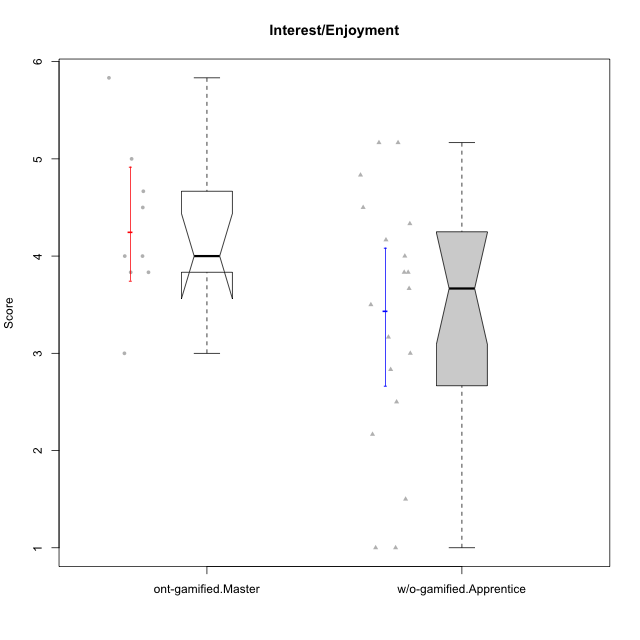 Interest/Enjoyment
Score
6
5
4
3
2
1
ont-gamified.Master
w/o-gamified.Apprentice